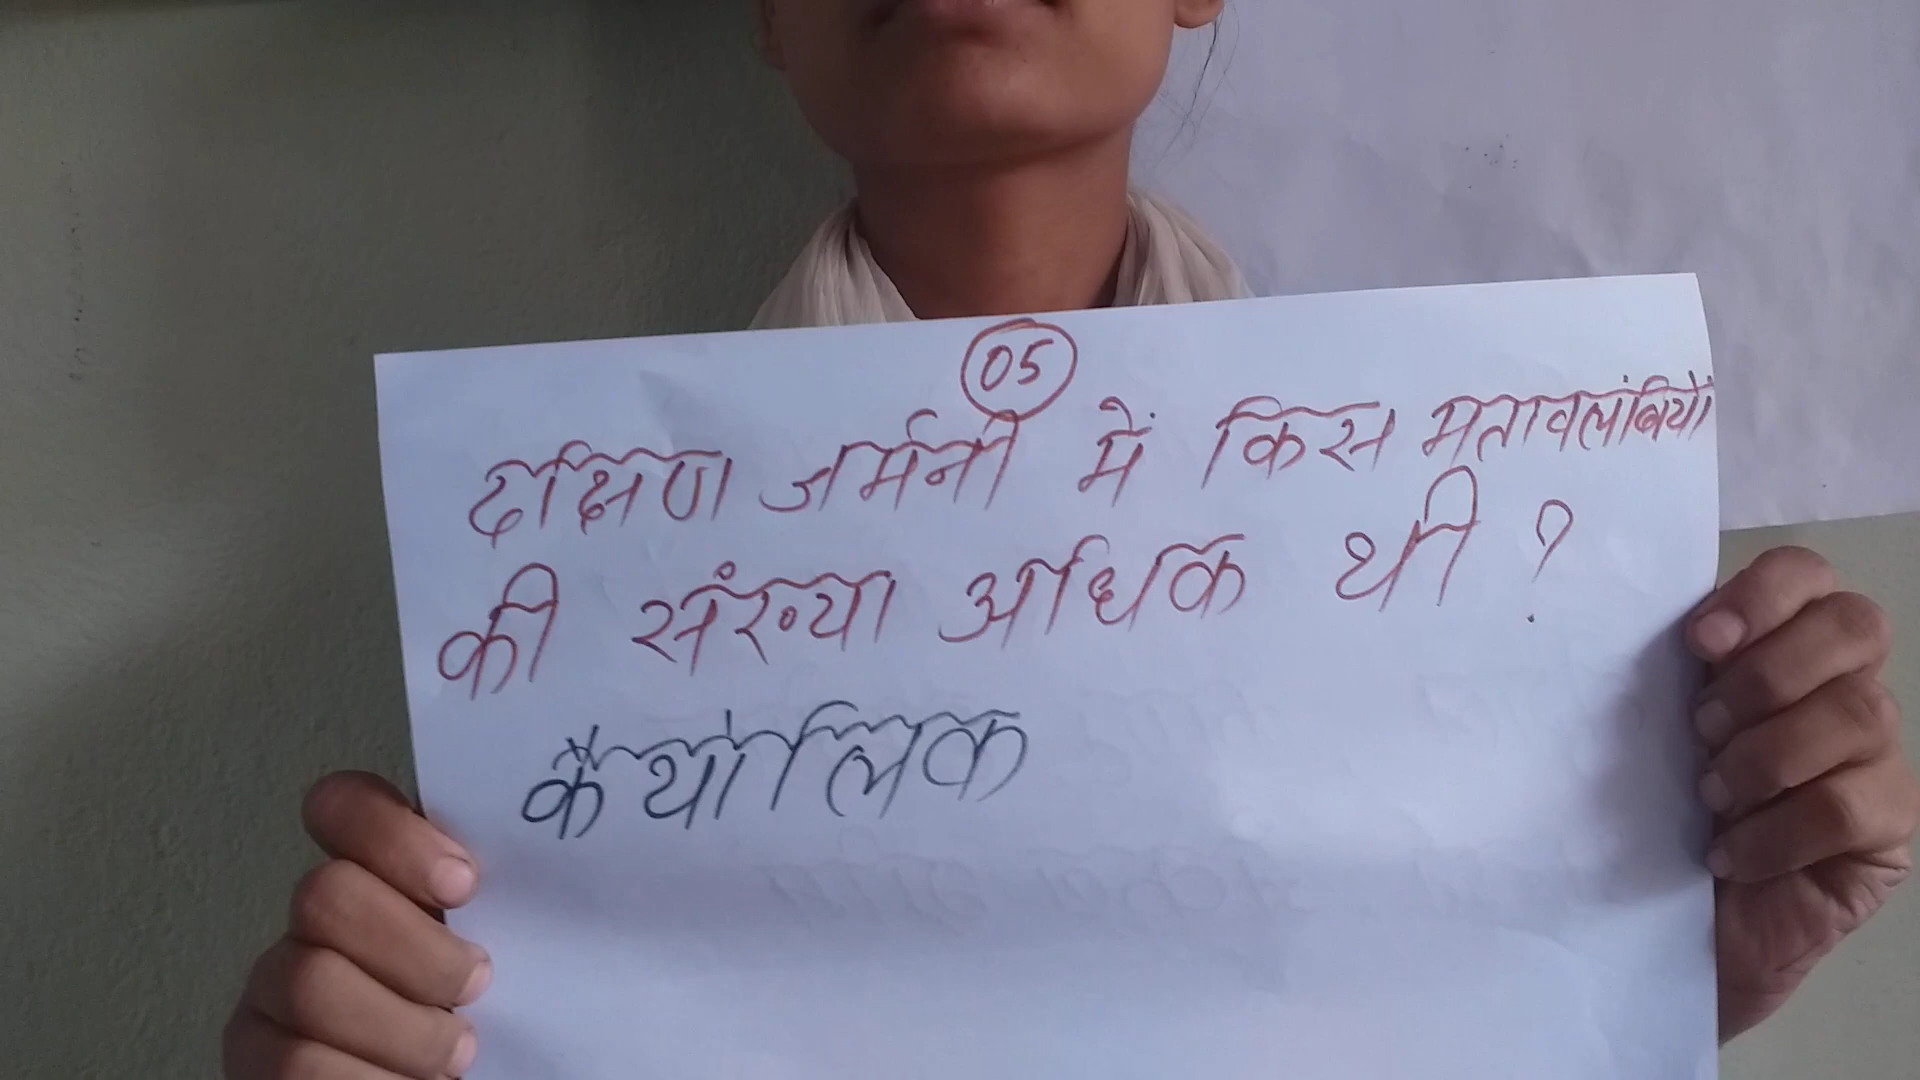 05
दक्षिण जर्मनी में किस मतावलंबियों
की संख्या अधिक थी ?
कैथोलिक